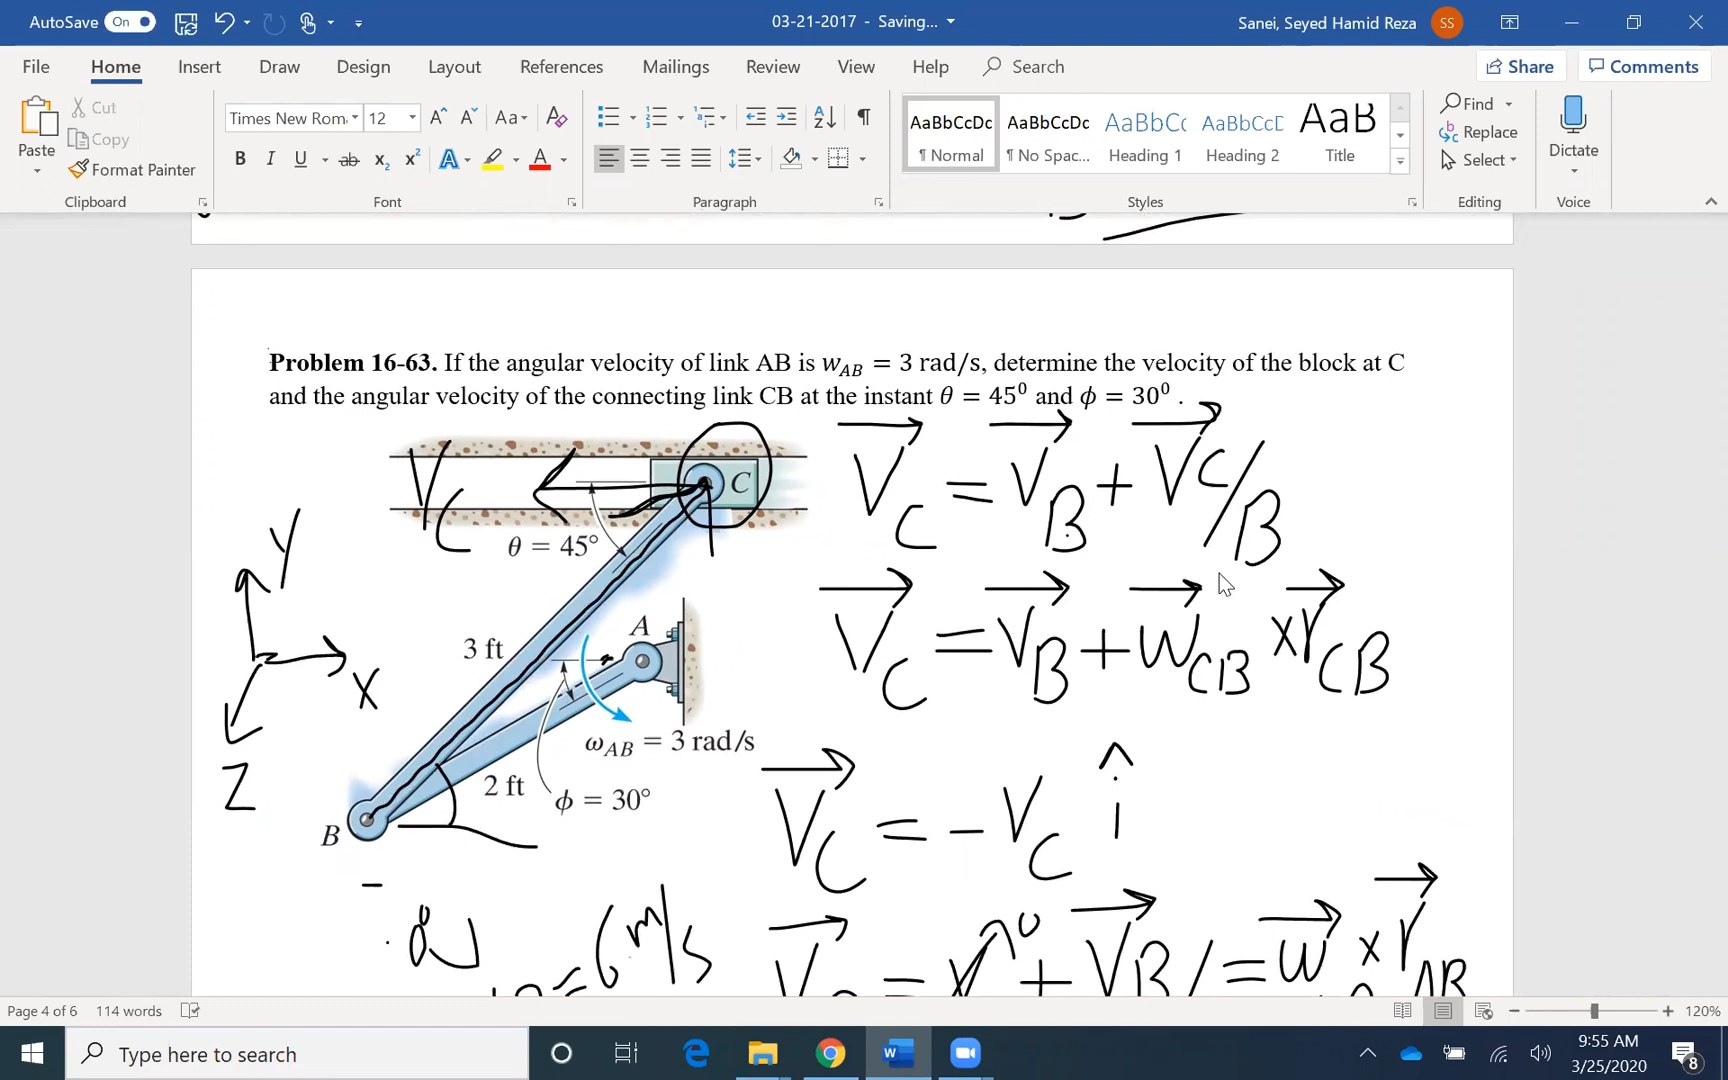 AutoSave On
03-21-2017 - Saving...
Sanei, Seyed Hamid Reza SS
File Home Insert Draw Design Layout References Mailings Review View Help Search
Share Comments
Paste
Cut
Copy
Format Painter
Clipboard
Times New Rom 12
Font
Paragraph
AaBbCcDc
¶ Normal
AaBbCcDc
¶ No Spac...
AaBbCc
Heading 1
AaBbCcD
Heading 2
AaB
Title
Styles
Find
Replace
Select
Editing
Dictate
Voice
Problem 16-63. If the angular velocity of link AB is w_AB = 3 rad/s, determine the velocity of the block at C
and the angular velocity of the connecting link CB at the instant θ = 45⁰ and ϕ = 30⁰ .
V_C
C
θ = 45°
Y
X
Z
3 ft
A
ω_AB = 3 rad/s
2 ft
ϕ = 30°
B
V_C = V_B + V_C/B
V_C = V_B + W_CB × r_CB
V_C = - V_C î
= 6 m/s
= W × r_AB
Page 4 of 6 114 words
120%
Type here to search
9:55 AM
3/25/2020
8